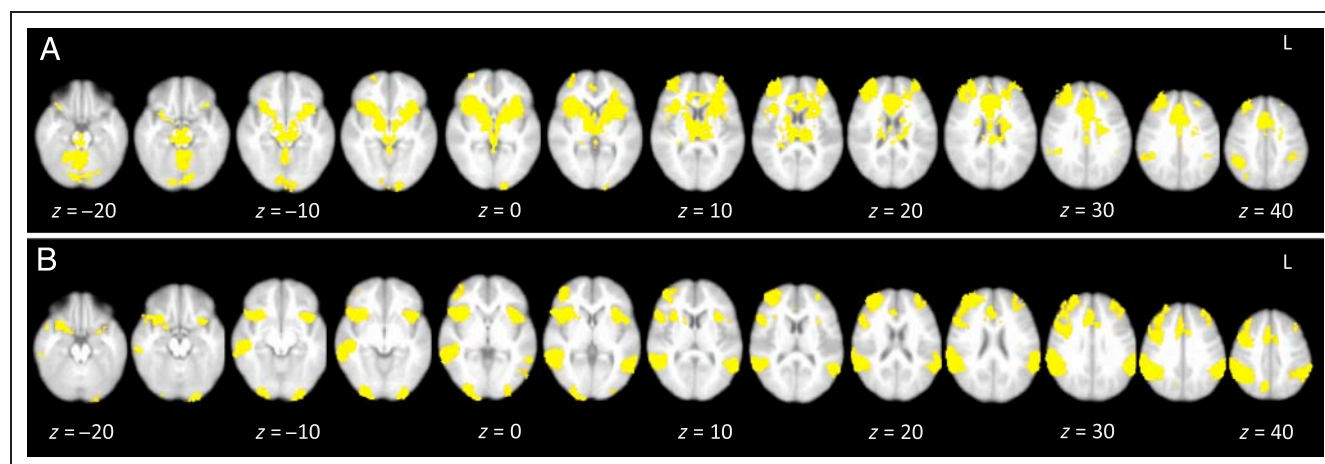 A
L
z = –20 z = –10 z = 0 z = 10 z = 20 z = 30 z = 40
B
L
z = –20 z = –10 z = 0 z = 10 z = 20 z = 30 z = 40